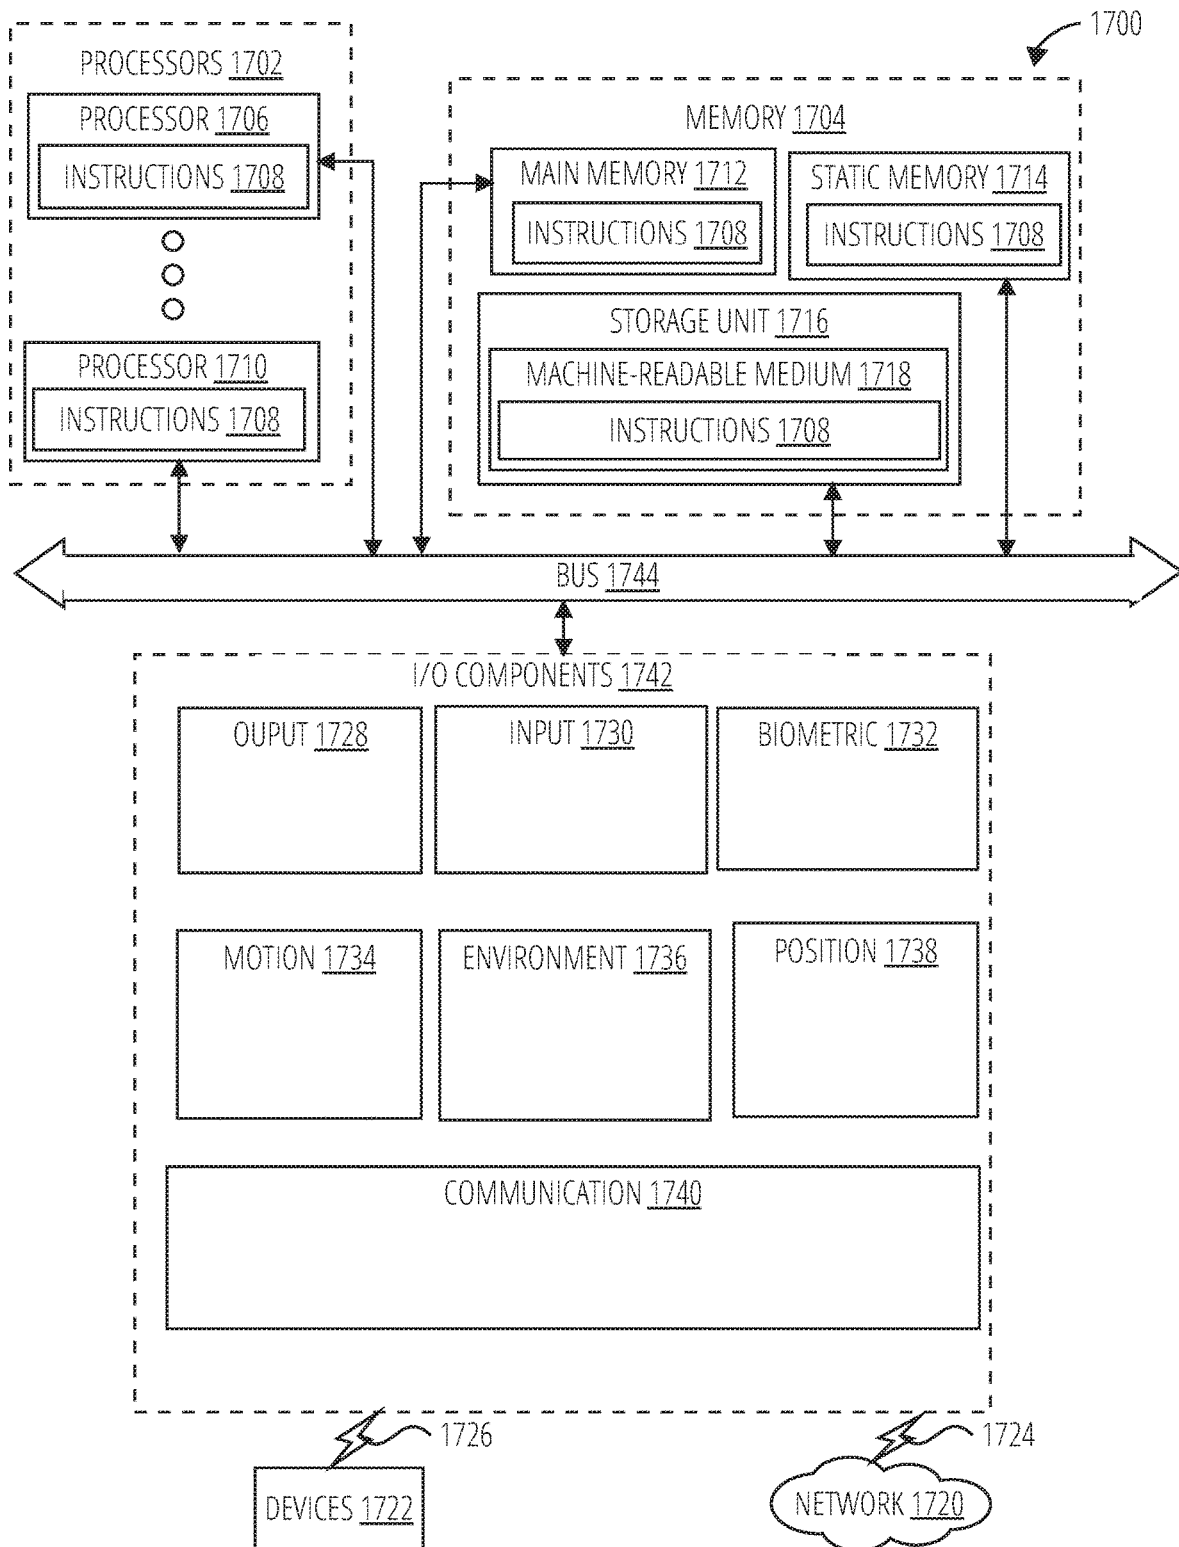 1700
PROCESSORS 1702
PROCESSOR 1706
INSTRUCTIONS 1708
PROCESSOR 1710
INSTRUCTIONS 1708
MEMORY 1704
MAIN MEMORY 1712
INSTRUCTIONS 1708
STATIC MEMORY 1714
INSTRUCTIONS 1708
STORAGE UNIT 1716
MACHINE-READABLE MEDIUM 1718
INSTRUCTIONS 1708
BUS 1744
I/O COMPONENTS 1742
OUPUT 1728
INPUT 1730
BIOMETRIC 1732
MOTION 1734
ENVIRONMENT 1736
POSITION 1738
COMMUNICATION 1740
1726
1724
DEVICES 1722
NETWORK 1720